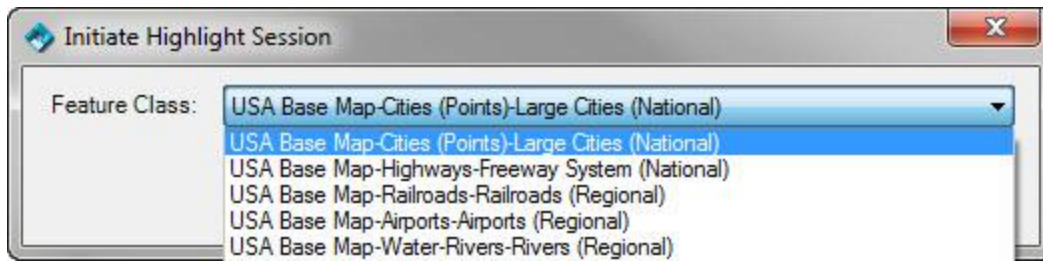 Initiate Highlight Session
Feature Class: USA Base Map-Cities (Points)-Large Cities (National)
USA Base Map-Cities (Points)-Large Cities (National)
USA Base Map-Highways-Freeway System (National)
USA Base Map-Railroads-Railroads (Regional)
USA Base Map-Airports-Airports (Regional)
USA Base Map-Water-Rivers-Rivers (Regional)